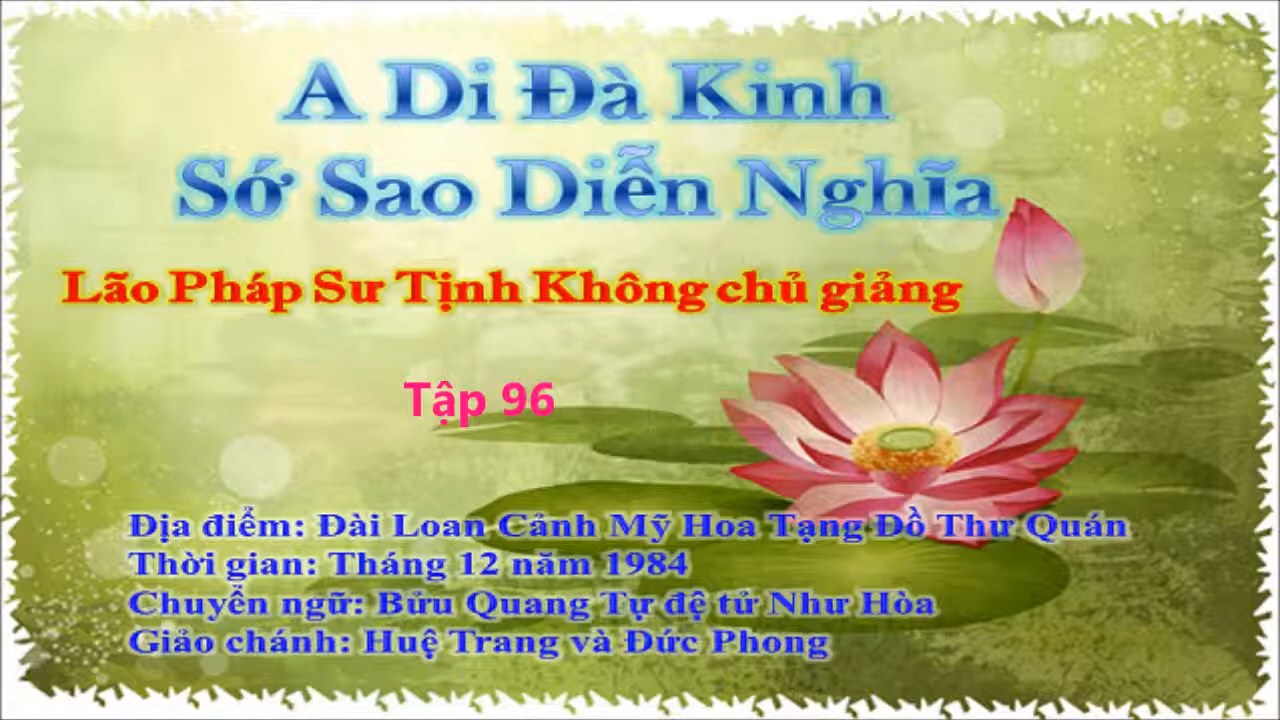 A Di Đà Kinh
Sớ Sao Diễn Nghĩa
Lão Pháp Sư Tịnh Không chủ giảng
Tập 96
Địa điểm: Đài Loan Cảnh Mỹ Hoa Tạng Đồ Thư Quán
Thời gian: Tháng 12 năm 1984
Chuyển ngữ: Bửu Quang Tự đệ tử Như Hòa
Giảo chánh: Huệ Trang và Đức Phong